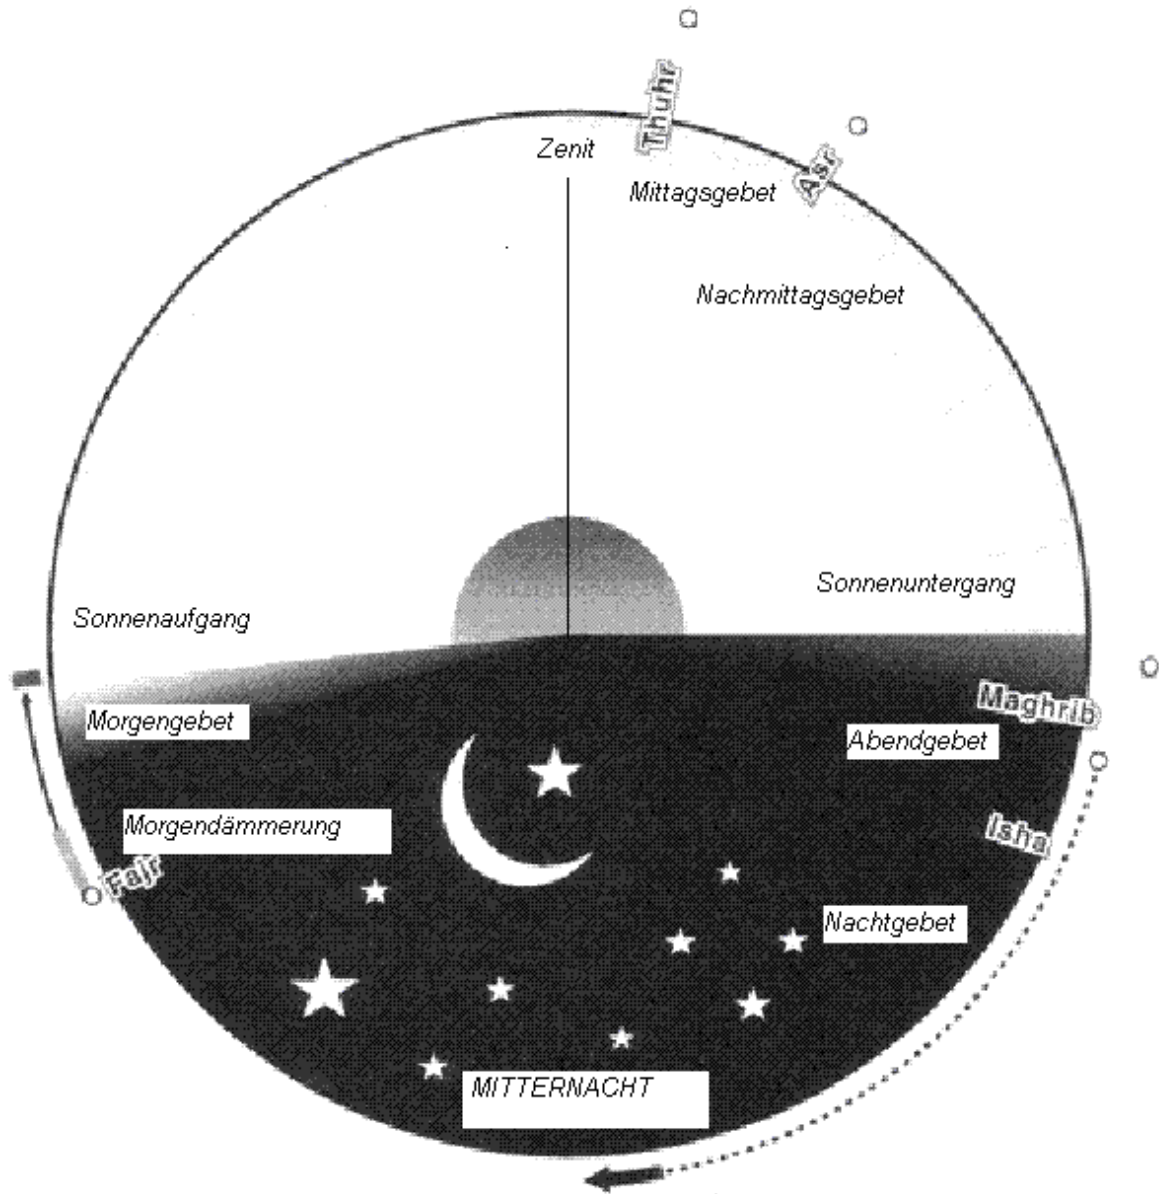 Thuhr
Zenit
Asr
Mittagsgebet
Nachmittagsgebet
Sonnenuntergang
Sonnenaufgang
Maghrib
Morgengebet
Abendgebet
Morgendämmerung
Isha
Fajr
Nachtgebet
MITTERNACHT